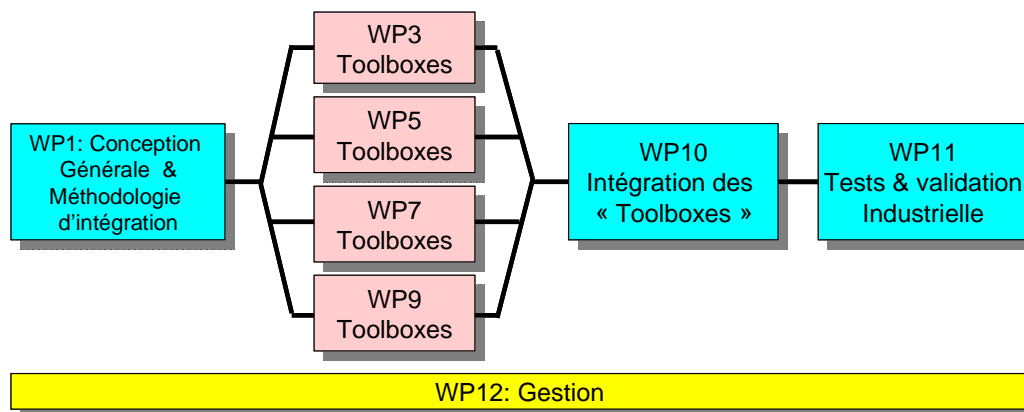 WP1: Conception
Générale & 
Méthodologie
d'intégration
WP3
Toolboxes
WP5
Toolboxes
WP7
Toolboxes
WP9
Toolboxes
WP10
Intégration des
« Toolboxes »
WP11
Tests & validation
Industrielle
WP12: Gestion